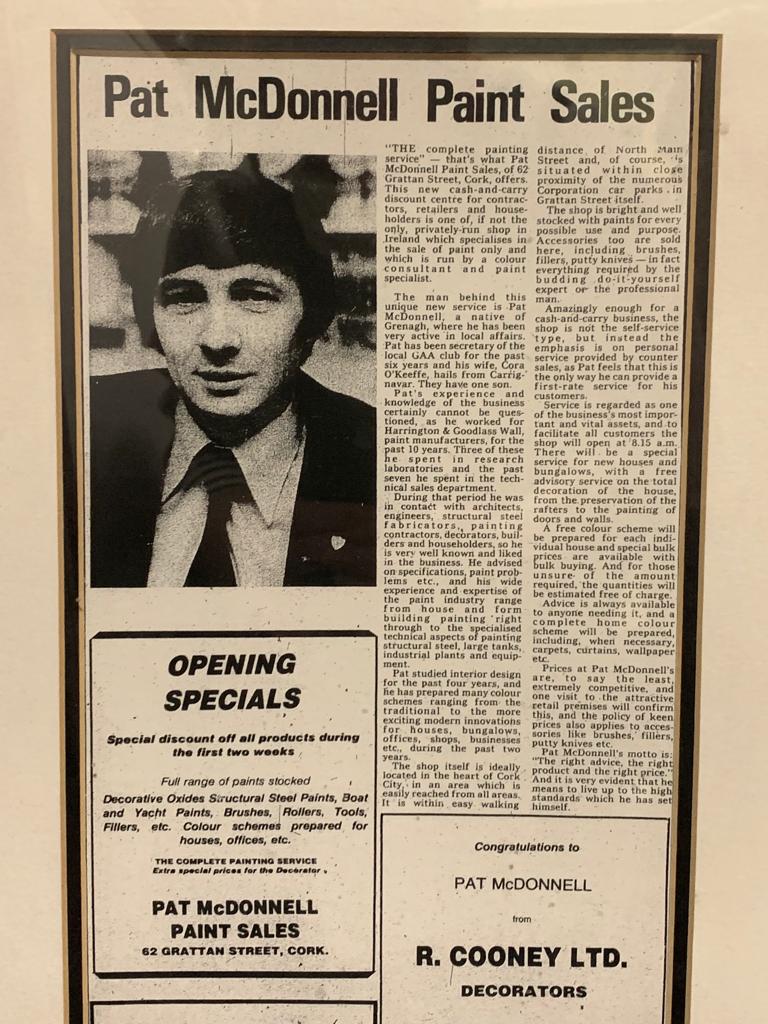 Pat McDonnell Paint Sales
"THE complete painting
service" — that's what Pat
McDonnell Paint Sales, of 62
Grattan Street, Cork, offers.
This new cash-and-carry
discount centre for contrac-
tors, retailers and house-
holders is one of, if not the
only, privately-run shop in
Ireland which specialises in
the sale of paint only and
which is run by a colour
consultant and paint
specialist.
The man behind this
unique new service is Pat
McDonnell, a native of
Grenagh, where he has been
very active in local affairs.
Pat has been secretary of the
local GAA club for the past
six years and his wife, Cora
O'Keeffe, hails from Carrig-
navar. They have one son.
Pat's experience and
knowledge of the business
certainly cannot be ques-
tioned, as he worked for
Harrington & Goodlass Wall,
paint manufacturers, for the
past 10 years. Three of these
he spent in research
laboratories and the past
seven he spent in the tech-
nical sales department.
During that period he was
in contact with architects,
engineers, structural steel
fabricators, painting
contractors, decorators, buil-
ders and householders, so he
is very well known and liked
in the business. He advised
on specifications, paint prob-
lems etc., and his wide
experience and expertise of
the paint industry range
from house and form
building painting right
through to the specialised
technical aspects of painting
structural steel, large tanks,
industrial plants and equip-
ment.
Pat studied interior design
for the past four years, and
he has prepared many colour
schemes ranging from the
traditional to the more
exciting modern innovations
for houses, bungalows,
offices, shops, businesses
etc., during the past two
years.
The shop itself is ideally
located in the heart of Cork
City, in an area which is
easily reached from all areas.
It is within easy walking
distance of North Main
Street and, of course, is
situated within close
proximity of the numerous
Corporation car parks in
Grattan Street itself.
The shop is bright and well
stocked with paints for every
possible use and purpose.
Accessories too are sold
here, including brushes,
fillers, putty knives — in fact
everything required by the
budding do-it-yourself
expert or the professional
man.
Amazingly enough for a
cash-and-carry business, the
shop is not the self-service
type, but instead the
emphasis is on personal
service provided by counter
sales, as Pat feels that this is
the only way he can provide a
first-rate service for his
customers.
Service is regarded as one
of the business's most impor-
tant and vital assets, and to
facilitate all customers the
shop will open at 8.15 a.m.
There will be a special
service for new houses and
bungalows, with a free
advisory service on the total
decoration of the house,
from the preservation of the
rafters to the painting of
doors and walls.
A free colour scheme will
be prepared for each indi-
vidual house and special bulk
prices are available with
bulk buying. And for those
unsure of the amount
required, the quantities will
be estimated free of charge.
Advice is always available
to anyone needing it, and a
complete home colour
scheme will be prepared,
including, when necessary,
carpets, curtains, wallpaper
etc.
Prices at Pat McDonnell's
are, to say the least,
extremely competitive, and
one visit to the attractive
retail premises will confirm
this, and the policy of keen
prices also applies to acces-
sories like brushes, fillers,
putty knives etc.
Pat McDonnell's motto is:
"The right advice, the right
product and the right price."
And it is very evident that he
means to live up to the high
standards which he has set
himself.
OPENING
SPECIALS
Special discount off all products during
the first two weeks
Full range of paints stocked
Decorative Oxides Structural Steel Paints, Boat
and Yacht Paints, Brushes, Rollers, Tools,
Fillers, etc. Colour schemes prepared for
houses, offices, etc.
THE COMPLETE PAINTING SERVICE
Extra special prices for the Decorator.
PAT McDONNELL
PAINT SALES
62 GRATTAN STREET, CORK.
Congratulations to
PAT McDONNELL
from
R. COONEY LTD.
DECORATORS